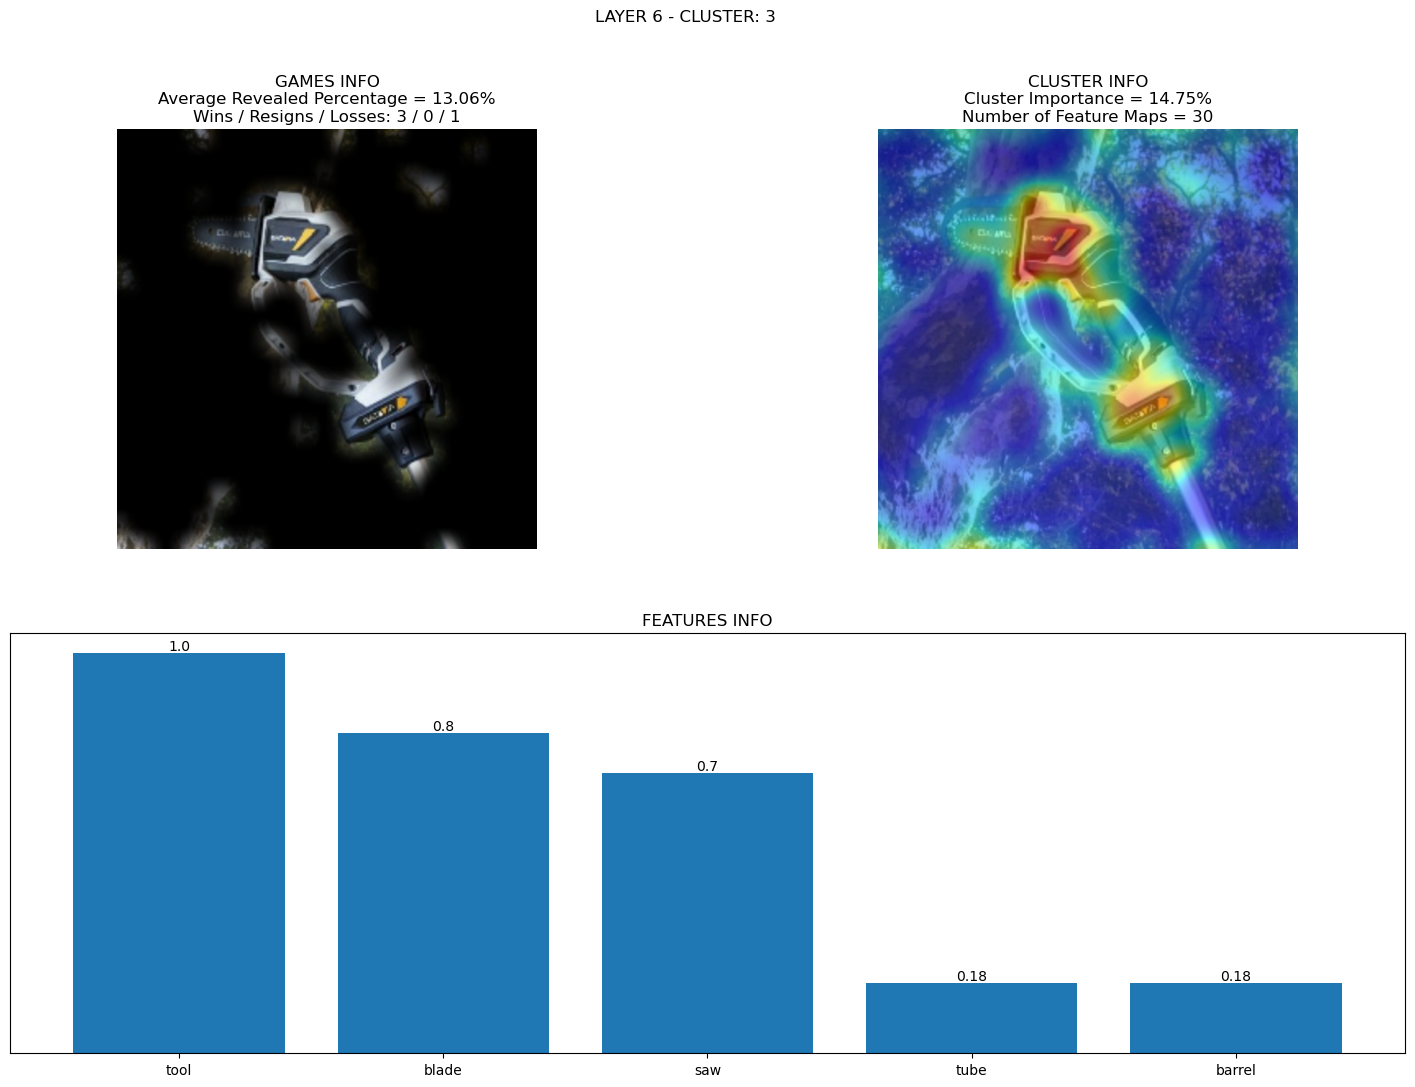 LAYER 6 - CLUSTER: 3
GAMES INFO
Average Revealed Percentage = 13.06%
Wins / Resigns / Losses: 3 / 0 / 1
CLUSTER INFO
Cluster Importance = 14.75%
Number of Feature Maps = 30
FEATURES INFO
1.0
0.8
0.7
0.18
0.18
tool
blade
saw
tube
barrel